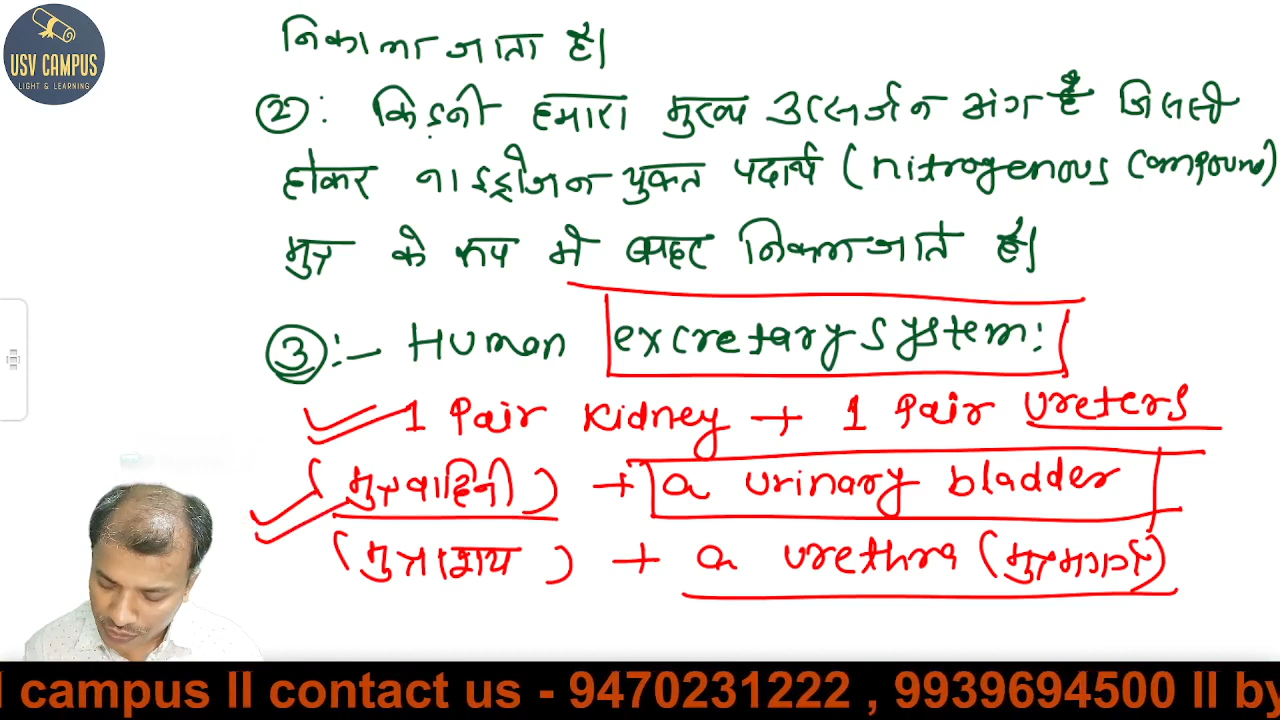 USV CAMPUS
LIGHT & LEARNING
निकाला जाता है।
② : किडनी हमारा मुख्य उत्सर्जन अंग है जिससे
होकर नाइट्रोजन युक्त पदार्थ (nitrogenous compound)
मुत्र के रूप में बाहर निकल जाते है।
③ :- Human excretary system:
1 Pair Kidney + 1 Pair ureters
(मुत्रवाहिनी) + a urinary bladder
(मुत्राशय) + a urethra (मुत्रमार्ग)
campus II contact us - 9470231222 , 9939694500 II by